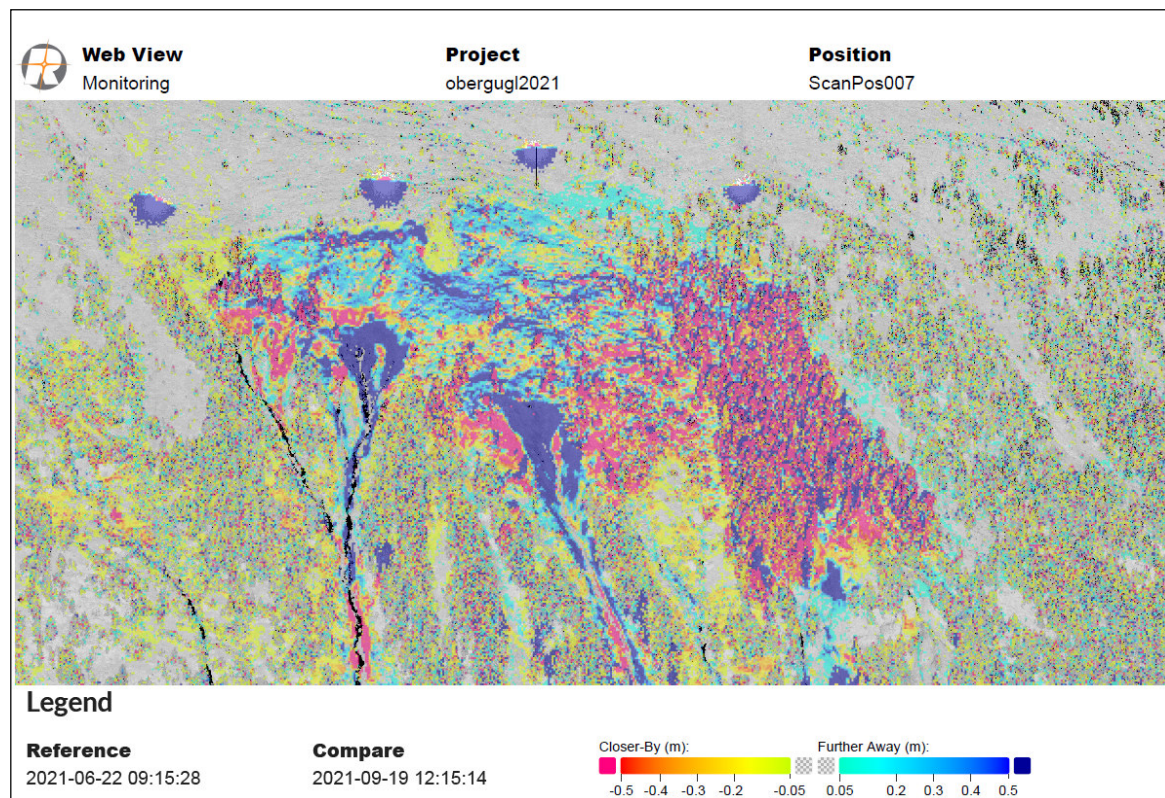 Web View
Project
Position
Monitoring
obergugl2021
ScanPos007
Legend
Reference
Compare
Closer-By (m):
Further Away (m):
2021-06-22 09:15:28
2021-09-19 12:15:14
-0.5 -0.4 -0.3 -0.2 -0.05 0.05 0.2 0.3 0.4 0.5